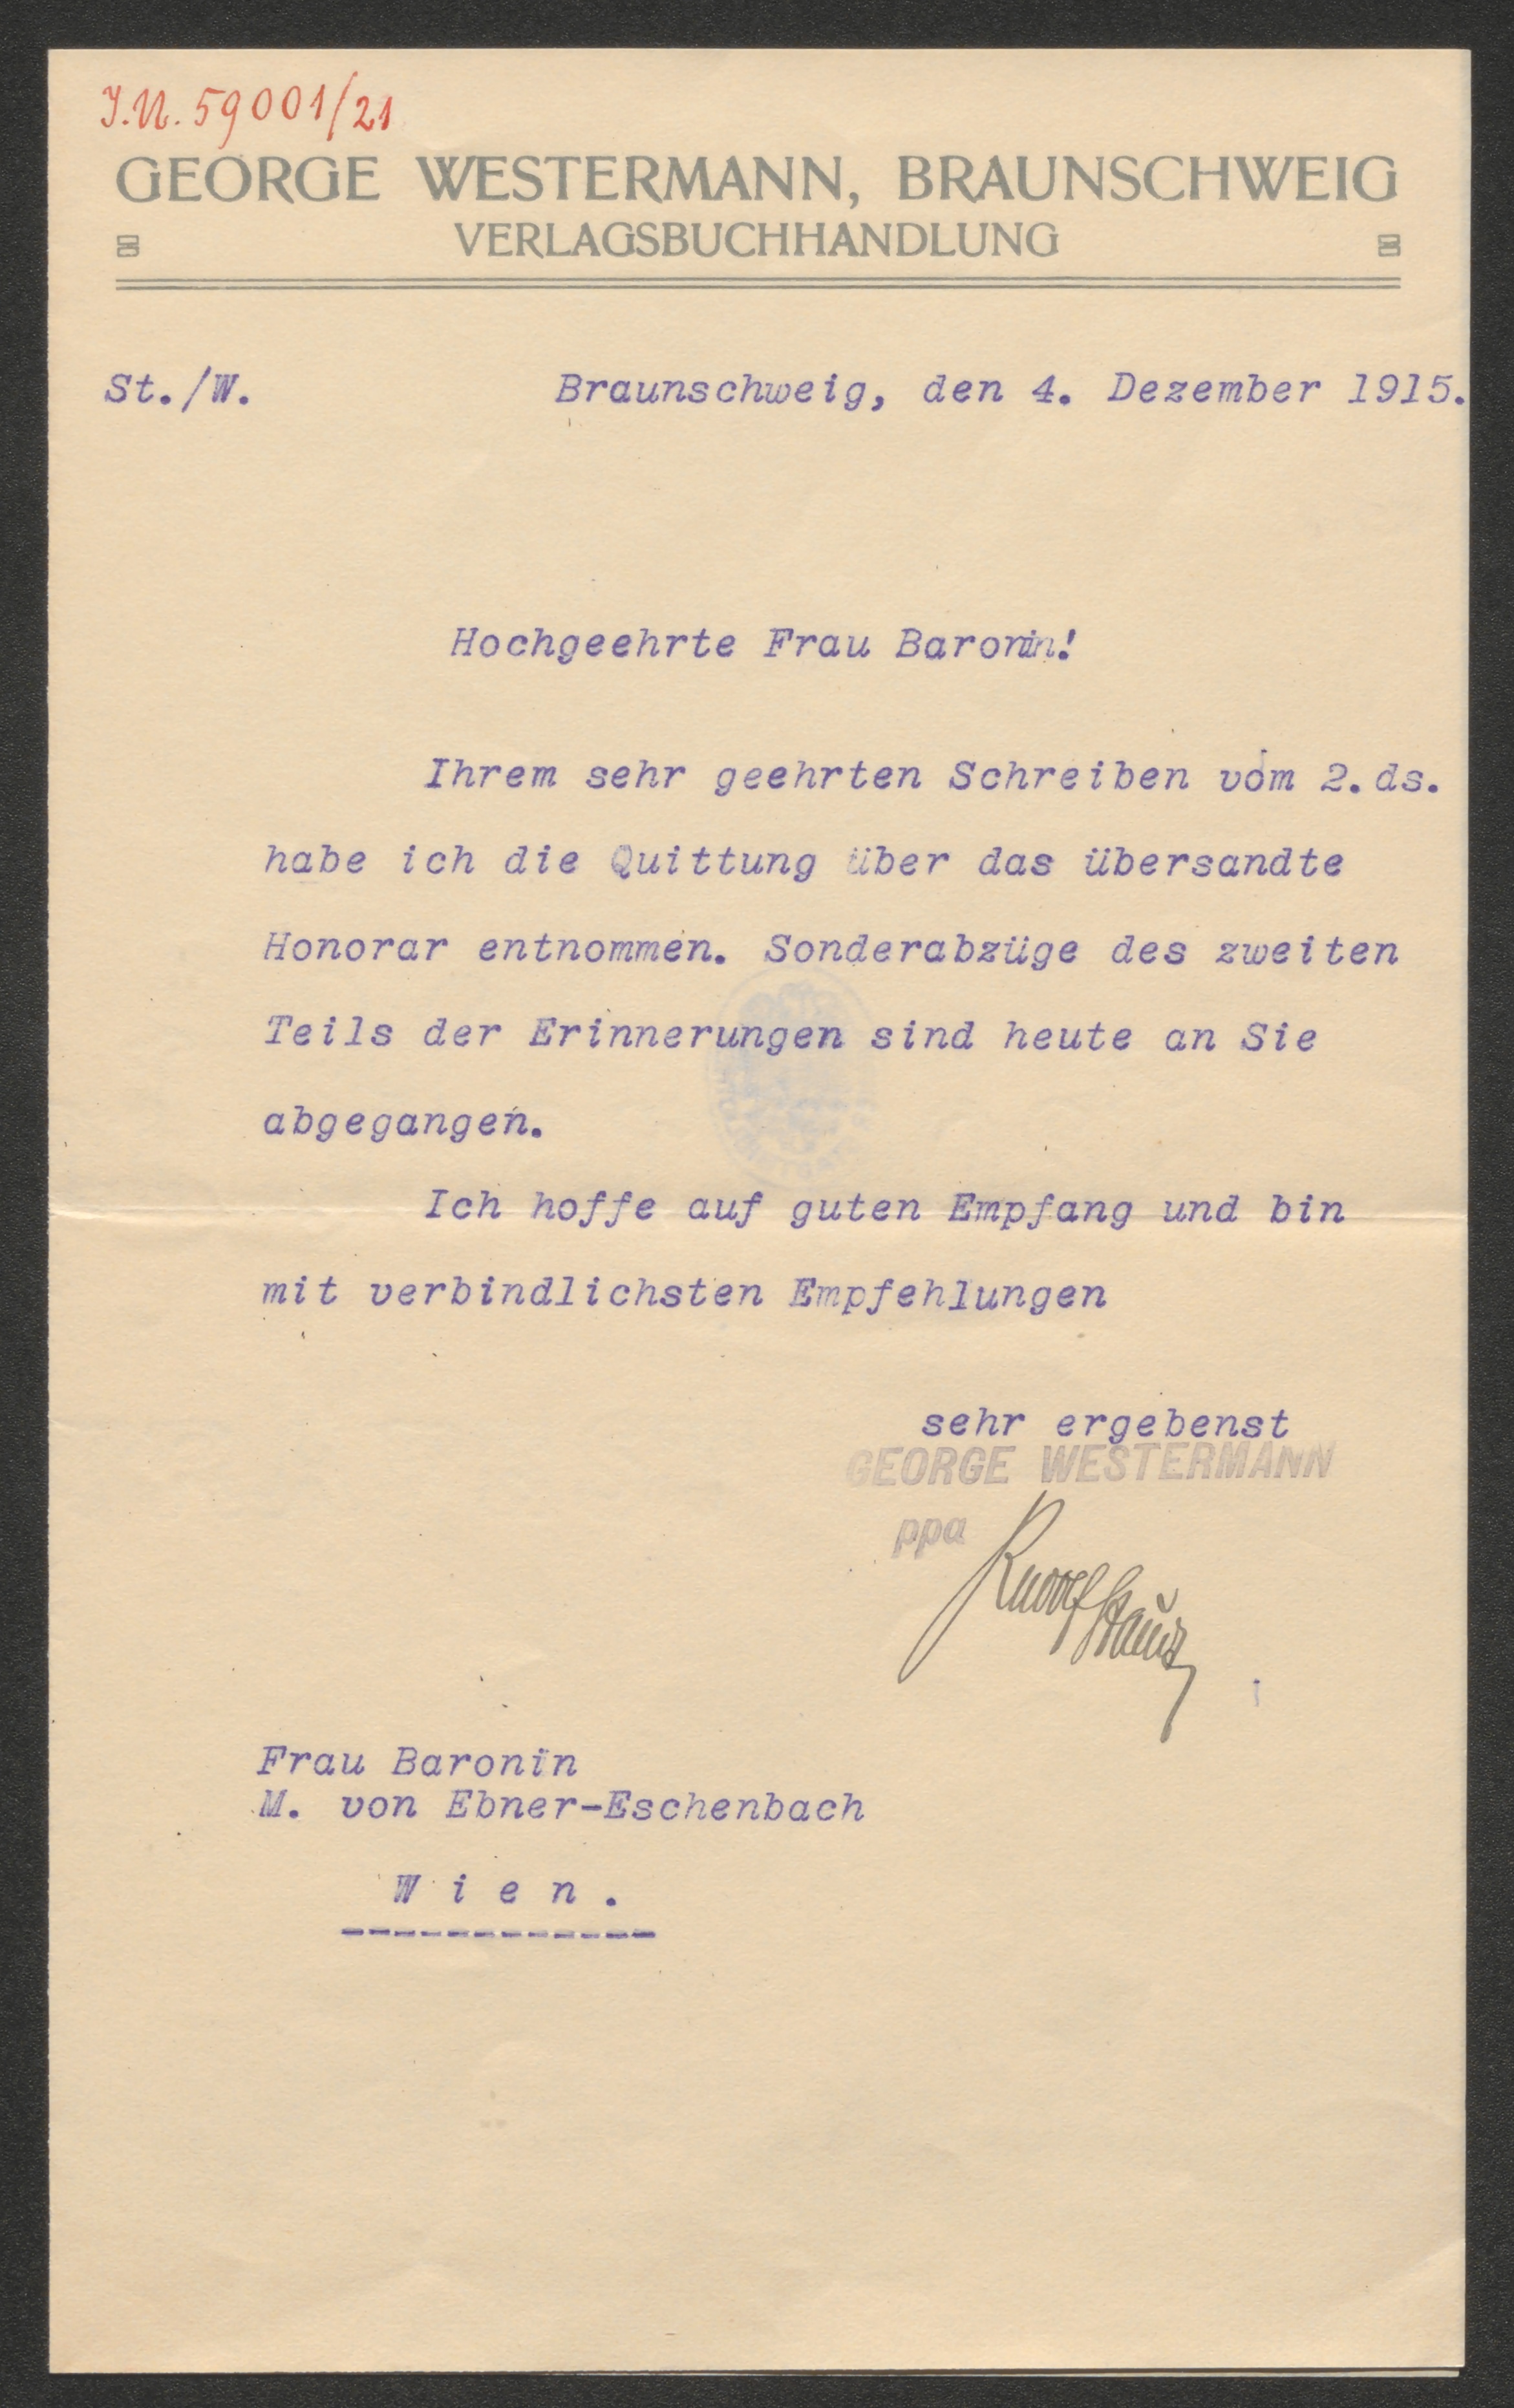 J.N. 59001/21
GEORGE WESTERMANN, BRAUNSCHWEIG
VERLAGSBUCHHANDLUNG
St./W. Braunschweig, den 4. Dezember 1915.
Hochgeehrte Frau Baronin!
Ihrem sehr geehrten Schreiben vom 2. ds.
habe ich die Quittung über das übersandte
Honorar entnommen. Sonderabzüge des zweiten
Teils der Erinnerungen sind heute an Sie
abgegangen.
Ich hoffe auf guten Empfang und bin
mit verbindlichsten Empfehlungen
sehr ergebenst
GEORGE WESTERMANN
ppa
Frau Baronin
M. von Ebner-Eschenbach
Wien.